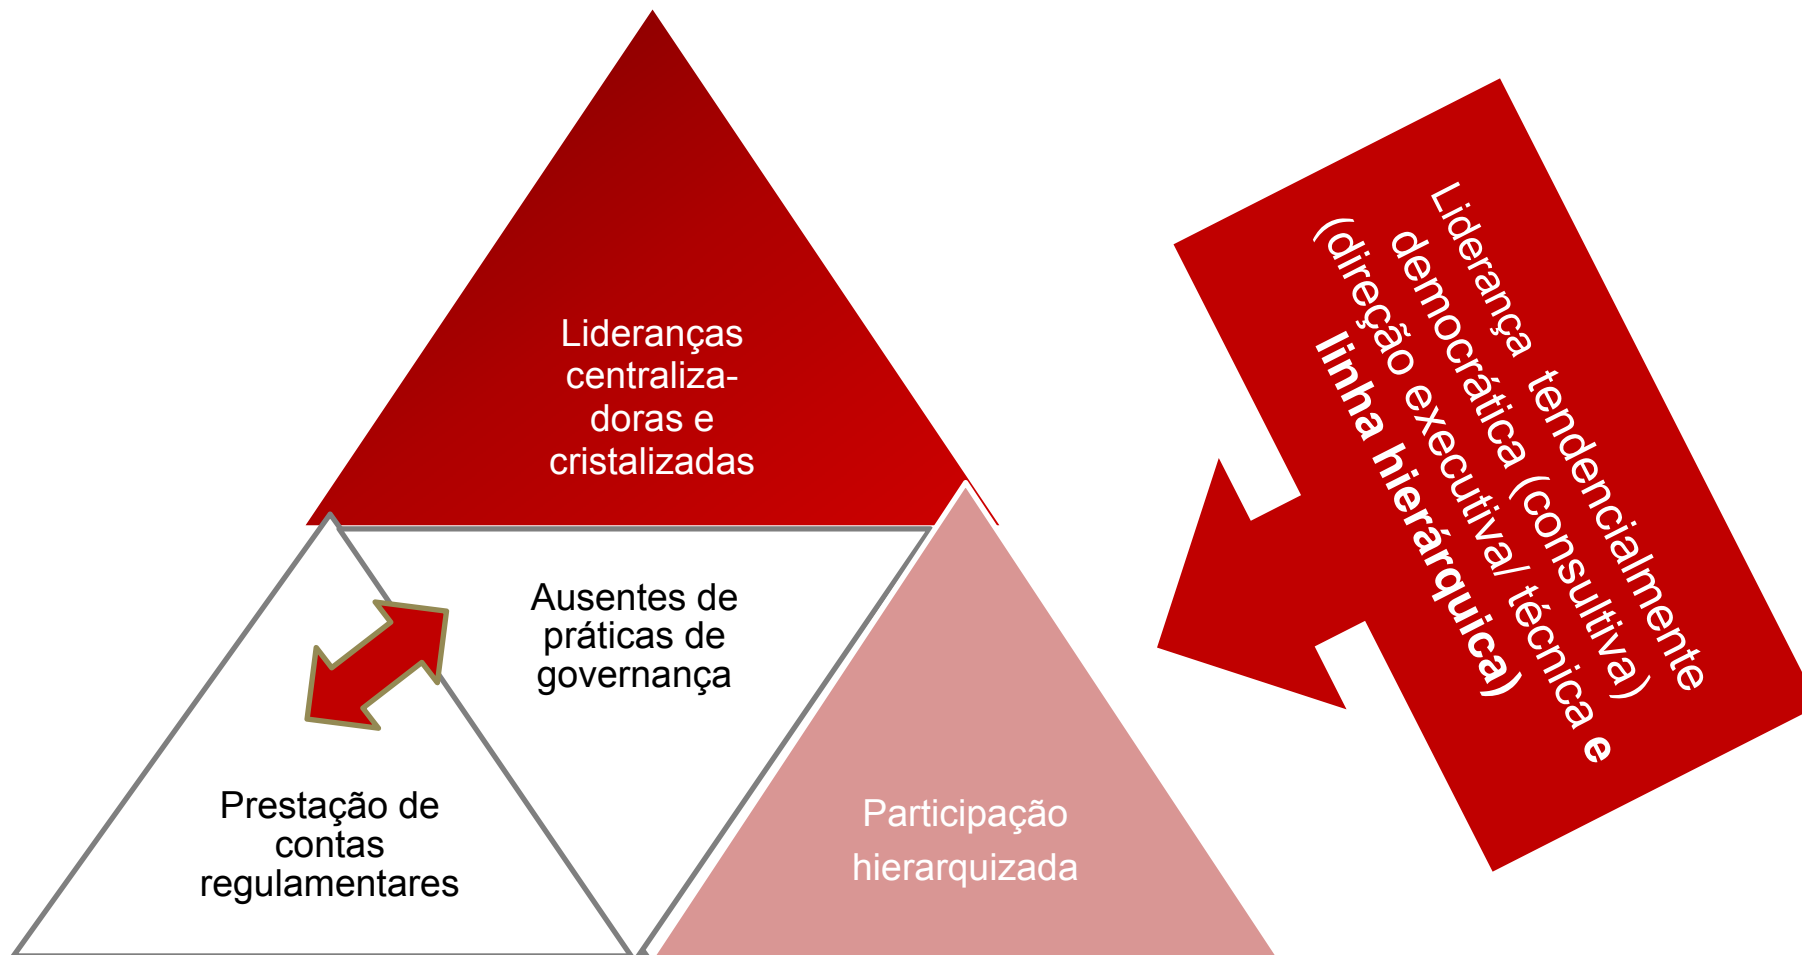 Lideranças
centraliza-
doras e
cristalizadas
Ausentes de
práticas de
governança
Prestação de
contas
regulamentares
Participação
hierarquizada
Liderança tendencialmente
democrática (consultiva)
(direção executiva/ técnica e
linha hierárquica)